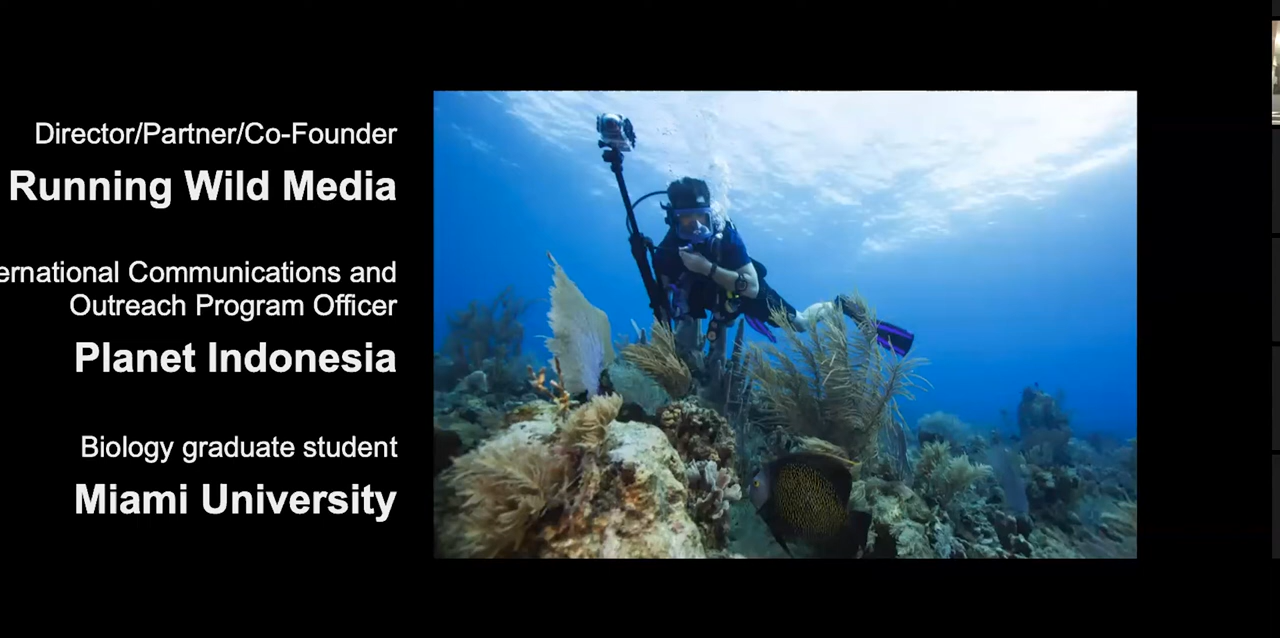 Director/Partner/Co-Founder
Running Wild Media
ernational Communications and
Outreach Program Officer
Planet Indonesia
Biology graduate student
Miami University